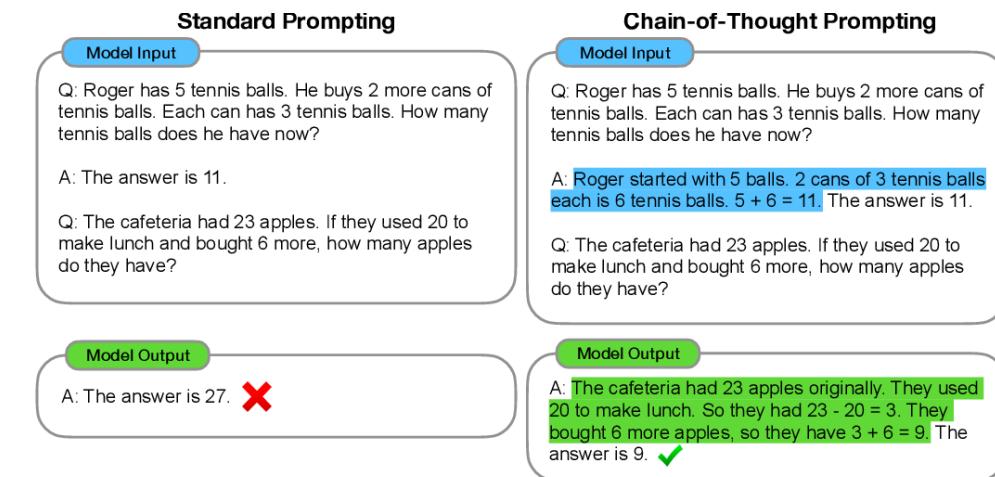 Standard Prompting
Model Input
Q: Roger has 5 tennis balls. He buys 2 more cans of
tennis balls. Each can has 3 tennis balls. How many
tennis balls does he have now?
A: The answer is 11.
Q: The cafeteria had 23 apples. If they used 20 to
make lunch and bought 6 more, how many apples
do they have?
Model Output
A: The answer is 27.
Chain-of-Thought Prompting
Model Input
Q: Roger has 5 tennis balls. He buys 2 more cans of
tennis balls. Each can has 3 tennis balls. How many
tennis balls does he have now?
A: Roger started with 5 balls. 2 cans of 3 tennis balls
each is 6 tennis balls. 5 + 6 = 11. The answer is 11.
Q: The cafeteria had 23 apples. If they used 20 to
make lunch and bought 6 more, how many apples
do they have?
Model Output
A: The cafeteria had 23 apples originally. They used
20 to make lunch. So they had 23 - 20 = 3. They
bought 6 more apples, so they have 3 + 6 = 9. The
answer is 9.